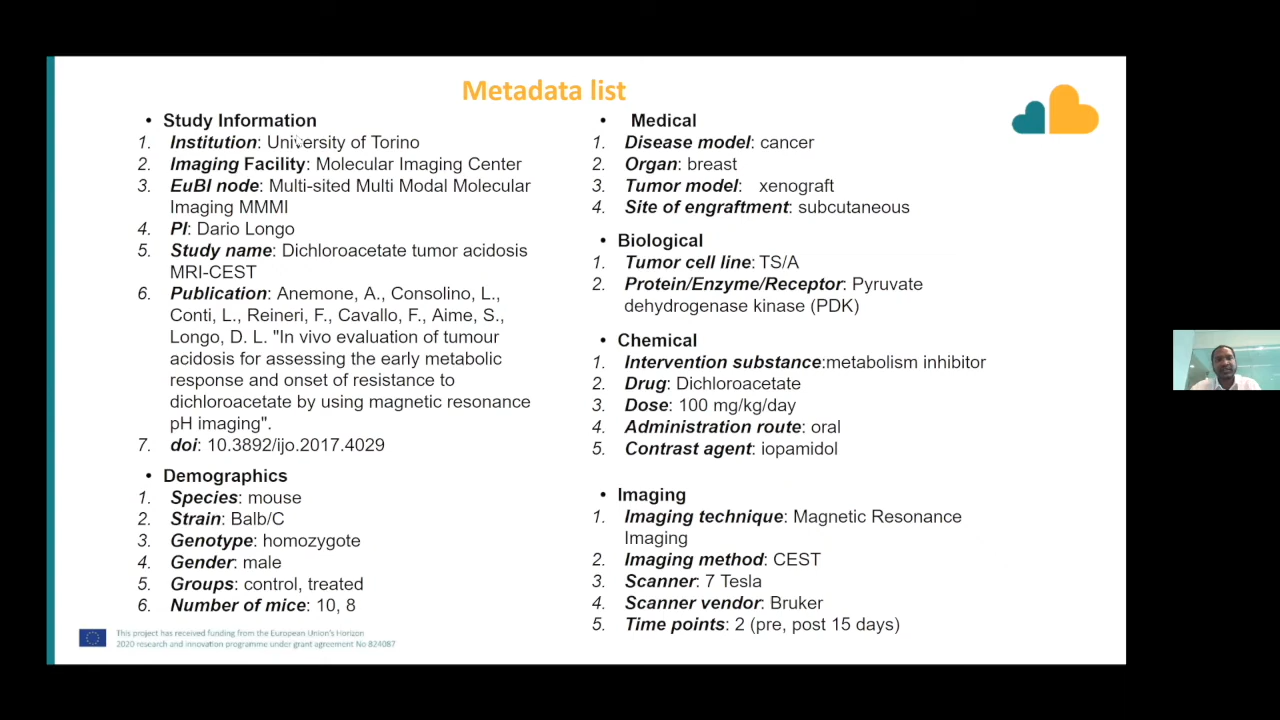 Metadata list
• Study Information
1. Institution: University of Torino
2. Imaging Facility: Molecular Imaging Center
3. EuBI node: Multi-sited Multi Modal Molecular
Imaging MMMI
4. PI: Dario Longo
5. Study name: Dichloroacetate tumor acidosis
MRI-CEST
6. Publication: Anemone, A., Consolino, L.,
Conti, L., Reineri, F., Cavallo, F., Aime, S.,
Longo, D. L. "In vivo evaluation of tumour
acidosis for assessing the early metabolic
response and onset of resistance to
dichloroacetate by using magnetic resonance
pH imaging".
7. doi: 10.3892/ijo.2017.4029
• Demographics
1. Species: mouse
2. Strain: Balb/C
3. Genotype: homozygote
4. Gender: male
5. Groups: control, treated
6. Number of mice: 10, 8
• Medical
1. Disease model: cancer
2. Organ: breast
3. Tumor model: xenograft
4. Site of engraftment: subcutaneous
• Biological
1. Tumor cell line: TS/A
2. Protein/Enzyme/Receptor: Pyruvate
dehydrogenase kinase (PDK)
• Chemical
1. Intervention substance:metabolism inhibitor
2. Drug: Dichloroacetate
3. Dose: 100 mg/kg/day
4. Administration route: oral
5. Contrast agent: iopamidol
• Imaging
1. Imaging technique: Magnetic Resonance
Imaging
2. Imaging method: CEST
3. Scanner: 7 Tesla
4. Scanner vendor: Bruker
5. Time points: 2 (pre, post 15 days)
This project has received funding from the European Union's Horizon
2020 research and innovation programme under grant agreement No 824087